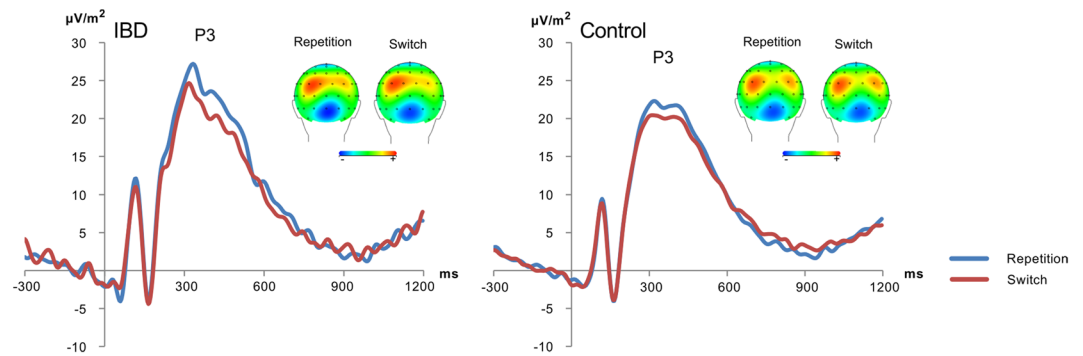 µV/m²
IBD
P3
Repetition
Switch
30
25
20
15
10
5
-5
-10
-300
300
600
900
1200
ms
- +
µV/m²
Control
P3
Repetition
Switch
30
25
20
15
10
5
0
-5
-10
-300
300
600
900
1200
ms
- +
Repetition
Switch